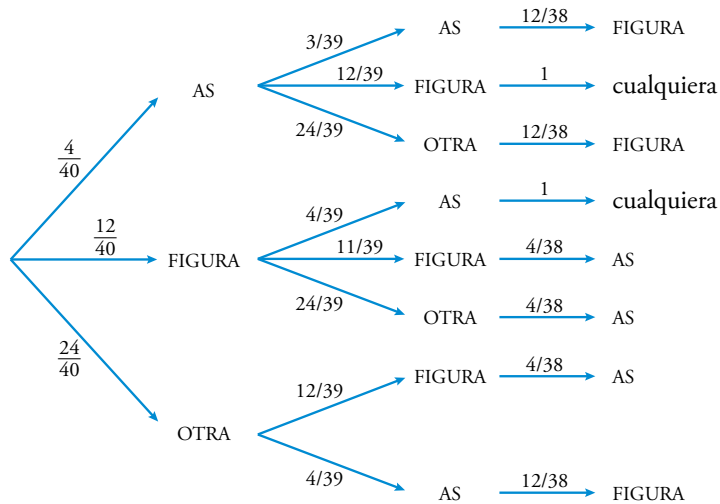 3/39 AS 12/38 FIGURA
AS 12/39 FIGURA 1 cualquiera
24/39 OTRA 12/38 FIGURA
4/40
4/39 AS 1 cualquiera
12/40 FIGURA 11/39 FIGURA 4/38 AS
24/39 OTRA 4/38 AS
24/40
12/39 FIGURA 4/38 AS
OTRA
4/39 AS 12/38 FIGURA